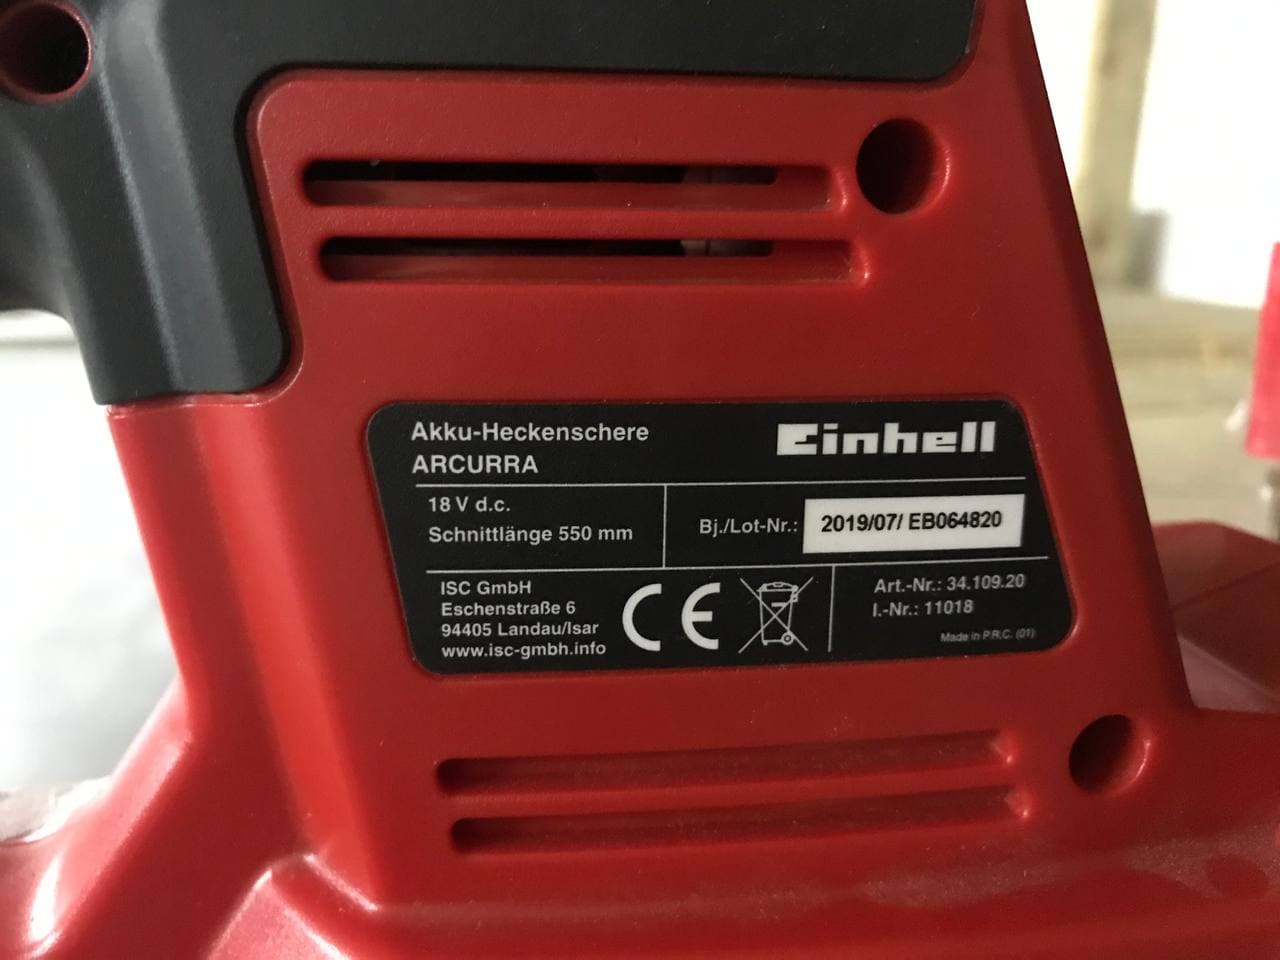 Akku-Heckenschere
ARCURRA
Einhell
18 V d.c.
Schnittlänge 550 mm
Bj./Lot-Nr.: 2019/07/ EB064820
ISC GmbH
Eschenstraße 6
94405 Landau/Isar
www.isc-gmbh.info
CE
Art.-Nr.: 34.109.20
I.-Nr.: 11018
Made in P.R.C. (01)